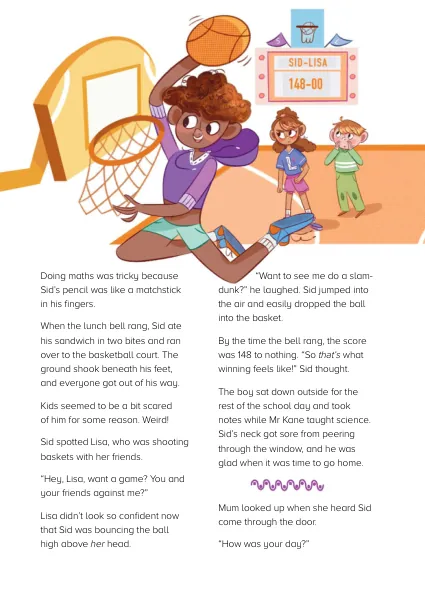 SID-LISA
148-00
L
Doing maths was tricky because
Sid's pencil was like a matchstick
in his fingers.
When the lunch bell rang, Sid ate
his sandwich in two bites and ran
over to the basketball court. The
ground shook beneath his feet,
and everyone got out of his way.
Kids seemed to be a bit scared
of him for some reason. Weird!
Sid spotted Lisa, who was shooting
baskets with her friends.
“Hey, Lisa, want a game? You and
your friends against me?”
Lisa didn't look so confident now
that Sid was bouncing the ball
high above her head.
“Want to see me do a slam-
dunk?” he laughed. Sid jumped into
the air and easily dropped the ball
into the basket.
By the time the bell rang, the score
was 148 to nothing. “So that's what
winning feels like!” Sid thought.
The boy sat down outside for the
rest of the school day and took
notes while Mr Kane taught science.
Sid's neck got sore from peering
through the window, and he was
glad when it was time to go home.
Mum looked up when she heard Sid
come through the door.
“How was your day?”